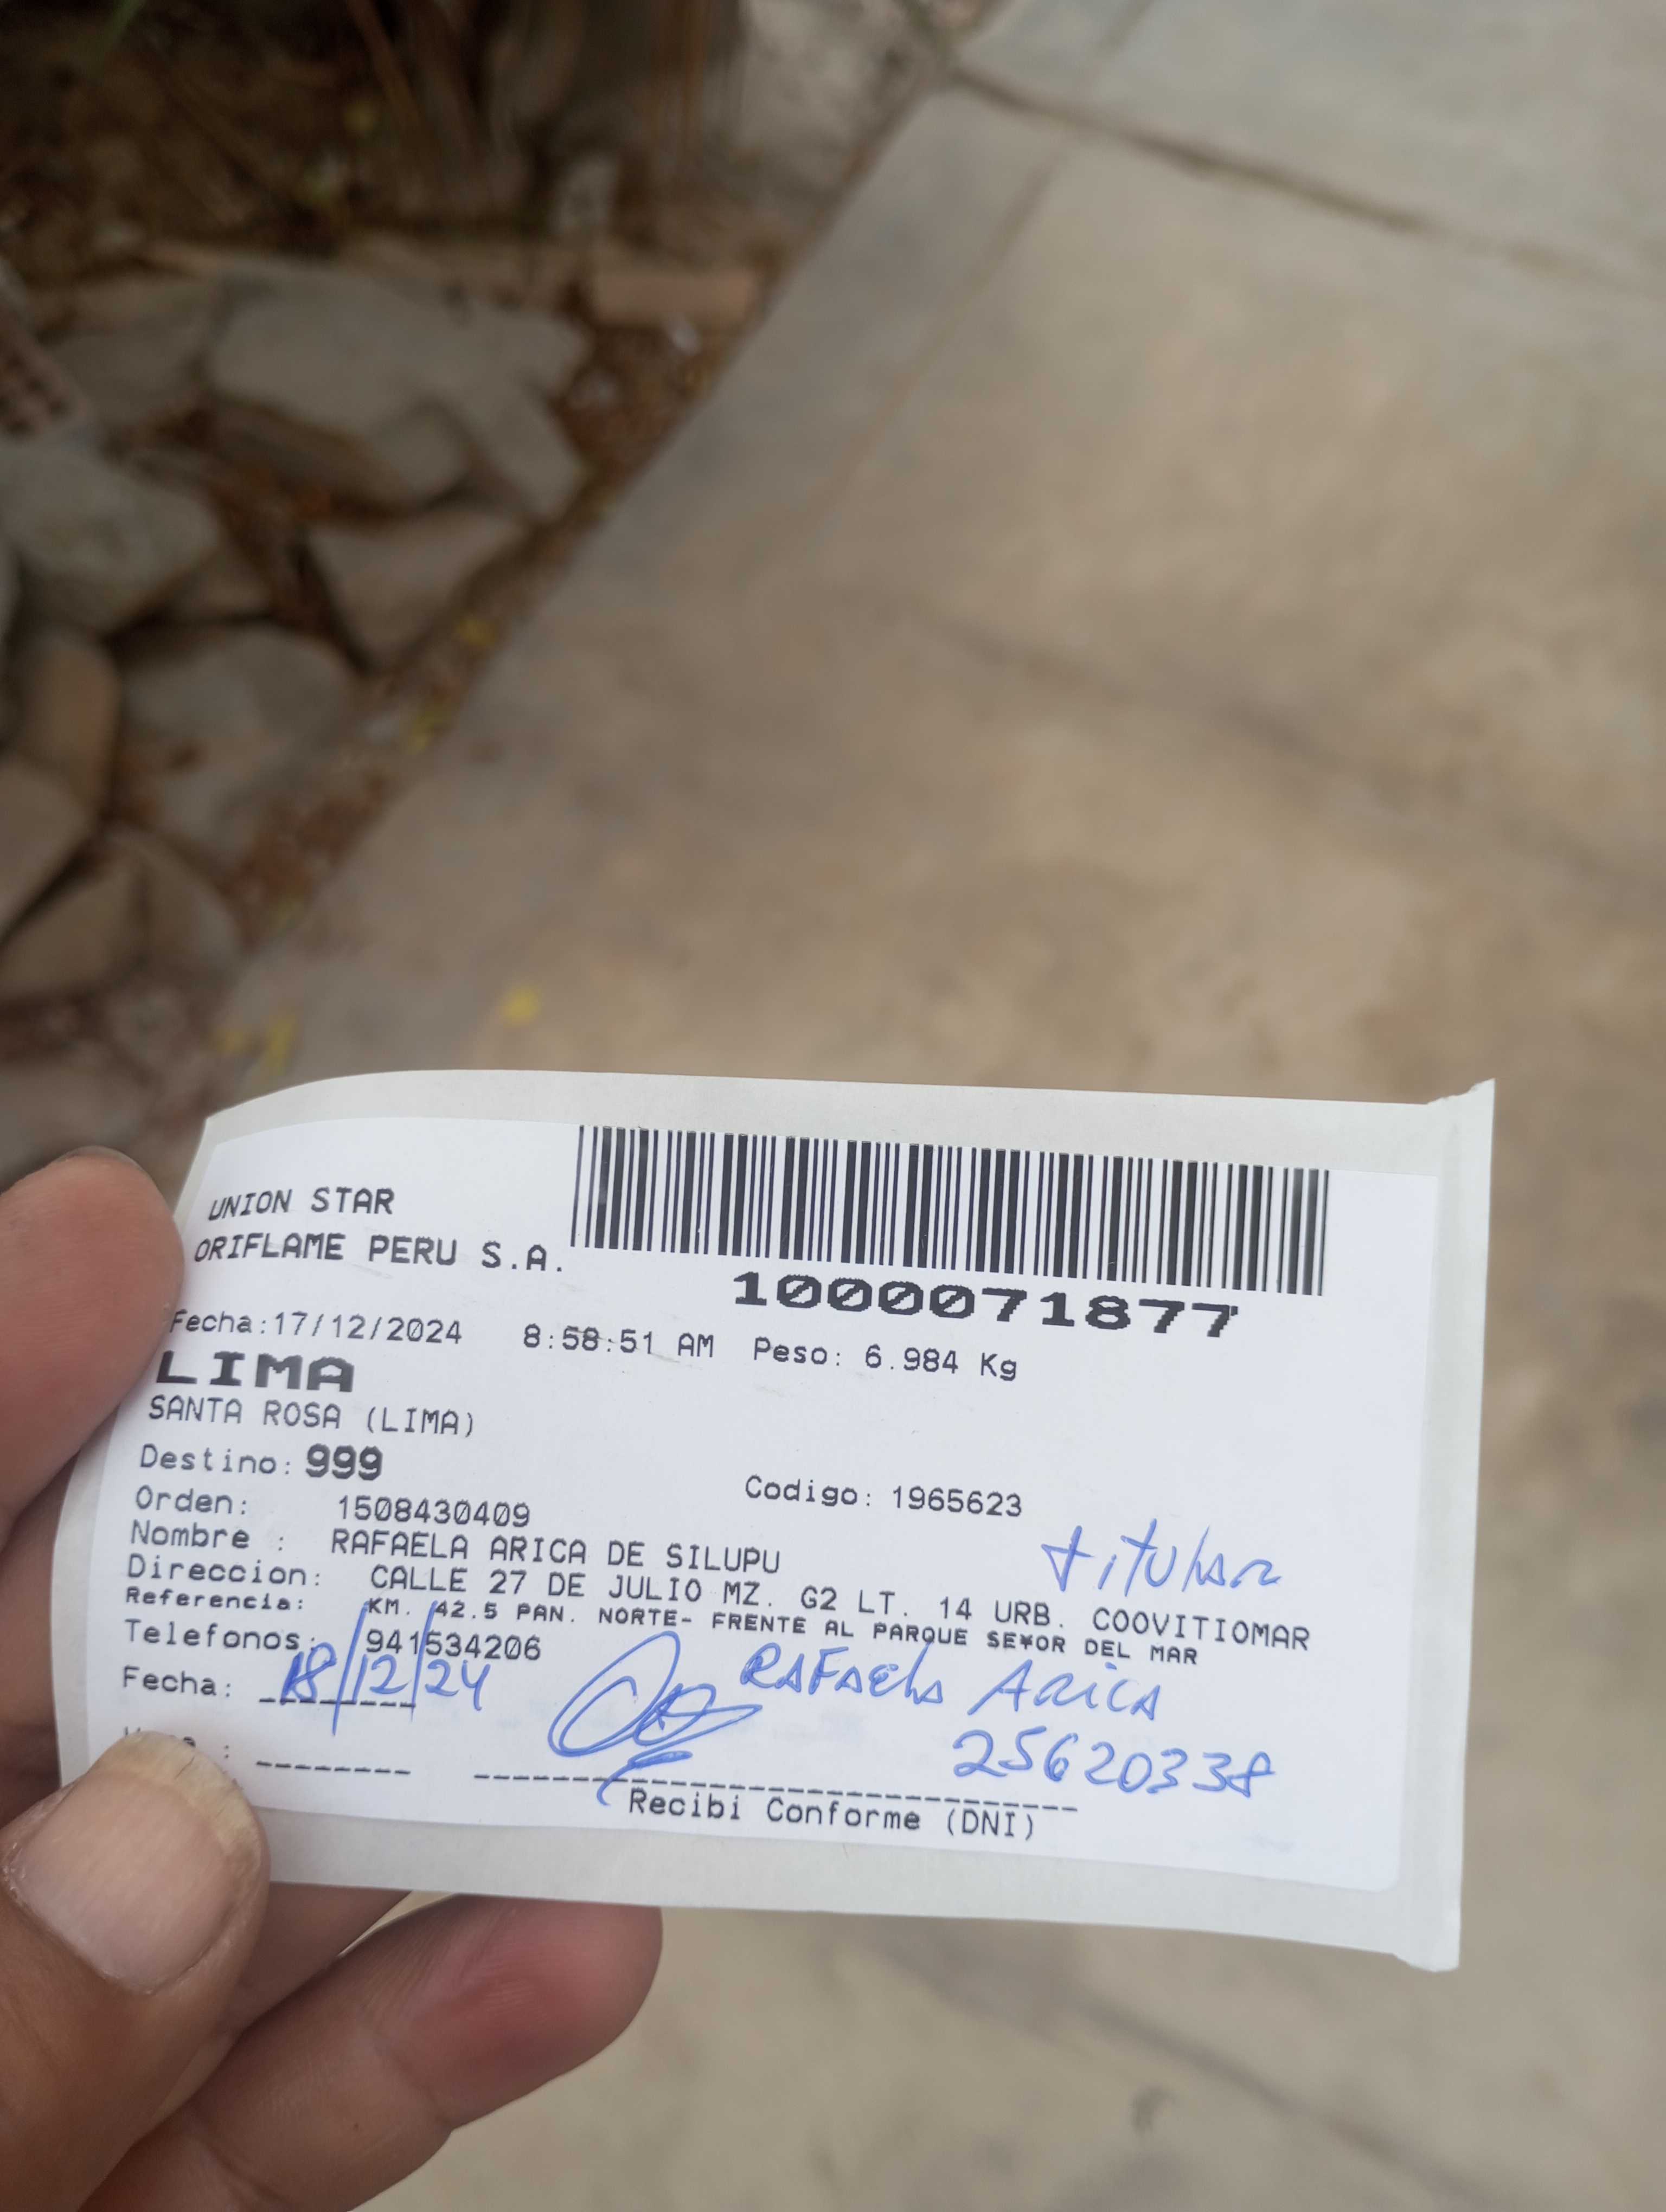 UNION STAR
ORIFLAME PERU S.A.
1000071877
Fecha:17/12/2024 8:58:51 AM Peso: 6.984 Kg
LIMA
SANTA ROSA (LIMA)
Destino: 999
Codigo: 1965623
Orden: 1508430409
titular
Nombre : RAFAELA ARICA DE SILUPU
Direccion: CALLE 27 DE JULIO MZ. G2 LT. 14 URB. COOVITIOMAR
Referencia: KM. 42.5 PAN. NORTE- FRENTE AL PARQUE SE¥OR DEL MAR
Telefonos: 941534206
Fecha: 18/12/24 RAFAELA ARICA
25620338
Recibi Conforme (DNI)